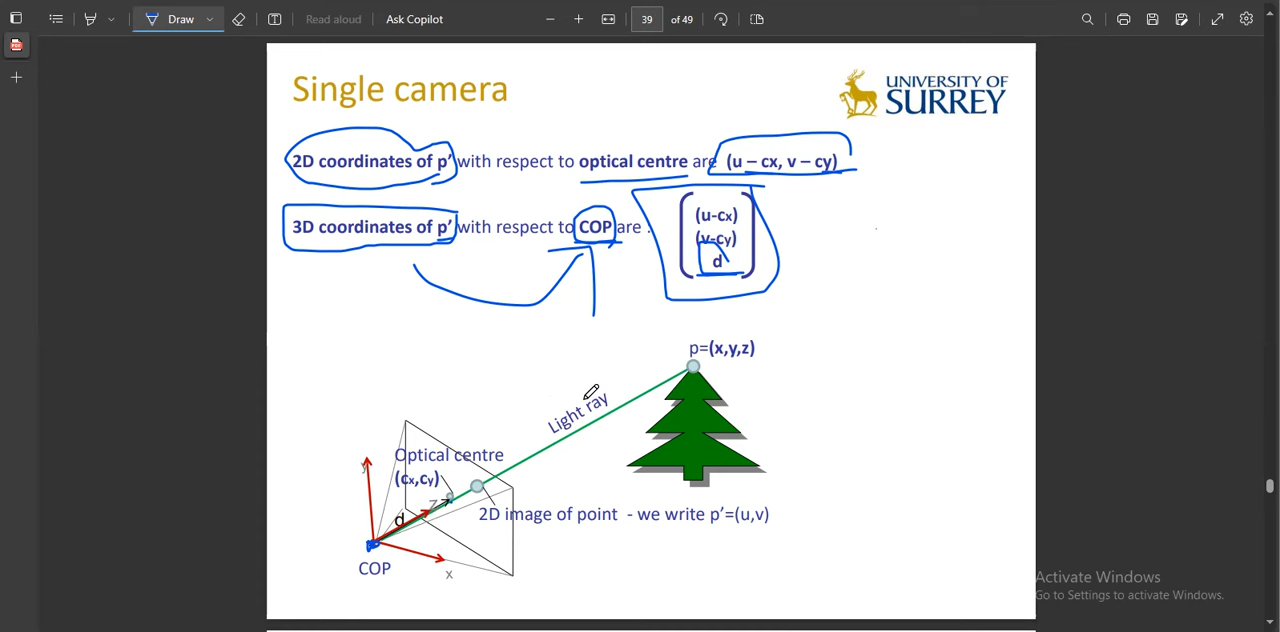 Draw
Read aloud
Ask Copilot
39
of 49
Single camera
UNIVERSITY OF
SURREY
2D coordinates of p’ with respect to optical centre are (u – cx, v – cy)
3D coordinates of p’ with respect to COP are :
(u-cx)
(v-cy)
d
p=(x,y,z)
Light ray
Optical centre
(cx,cy)
y
z
d
2D image of point - we write p’=(u,v)
COP
x
Activate Windows
Go to Settings to activate Windows.